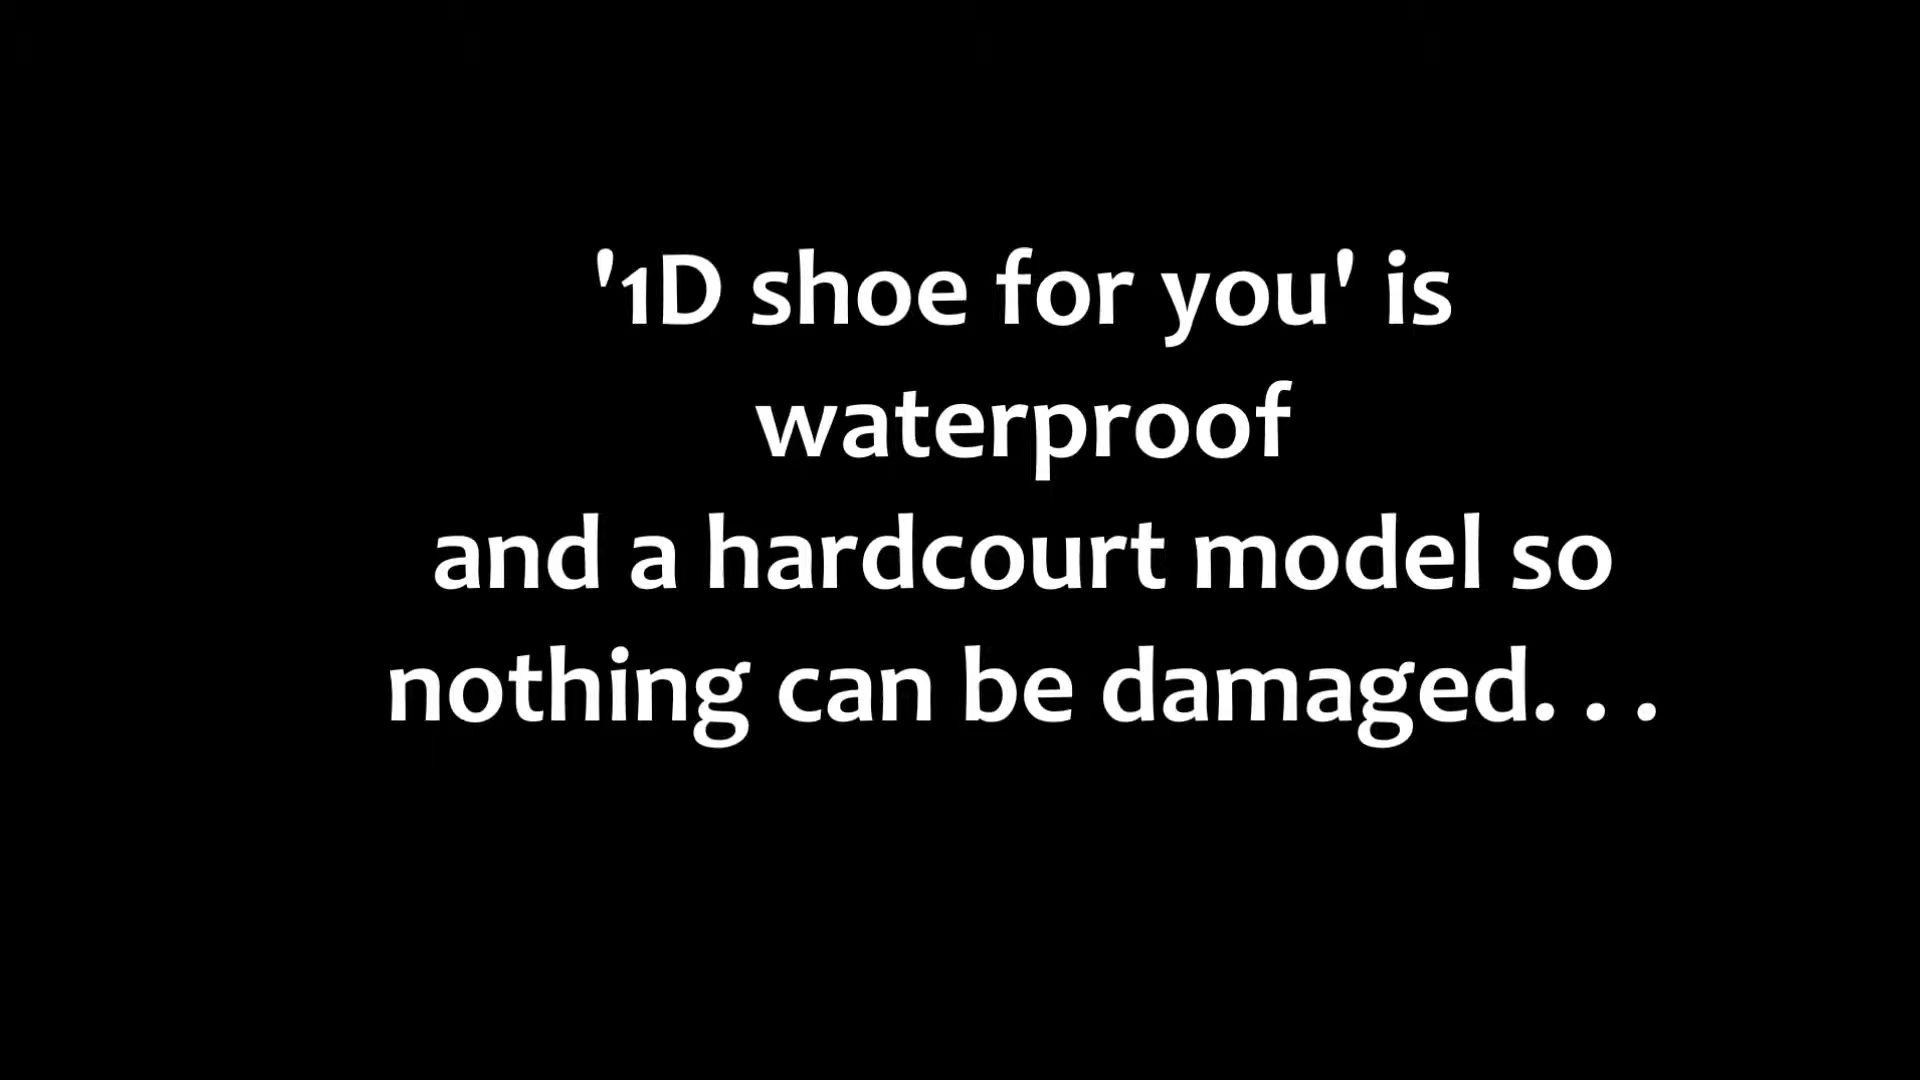 '1D shoe for you' is
waterproof
and a hardcourt model so
nothing can be damaged. . .